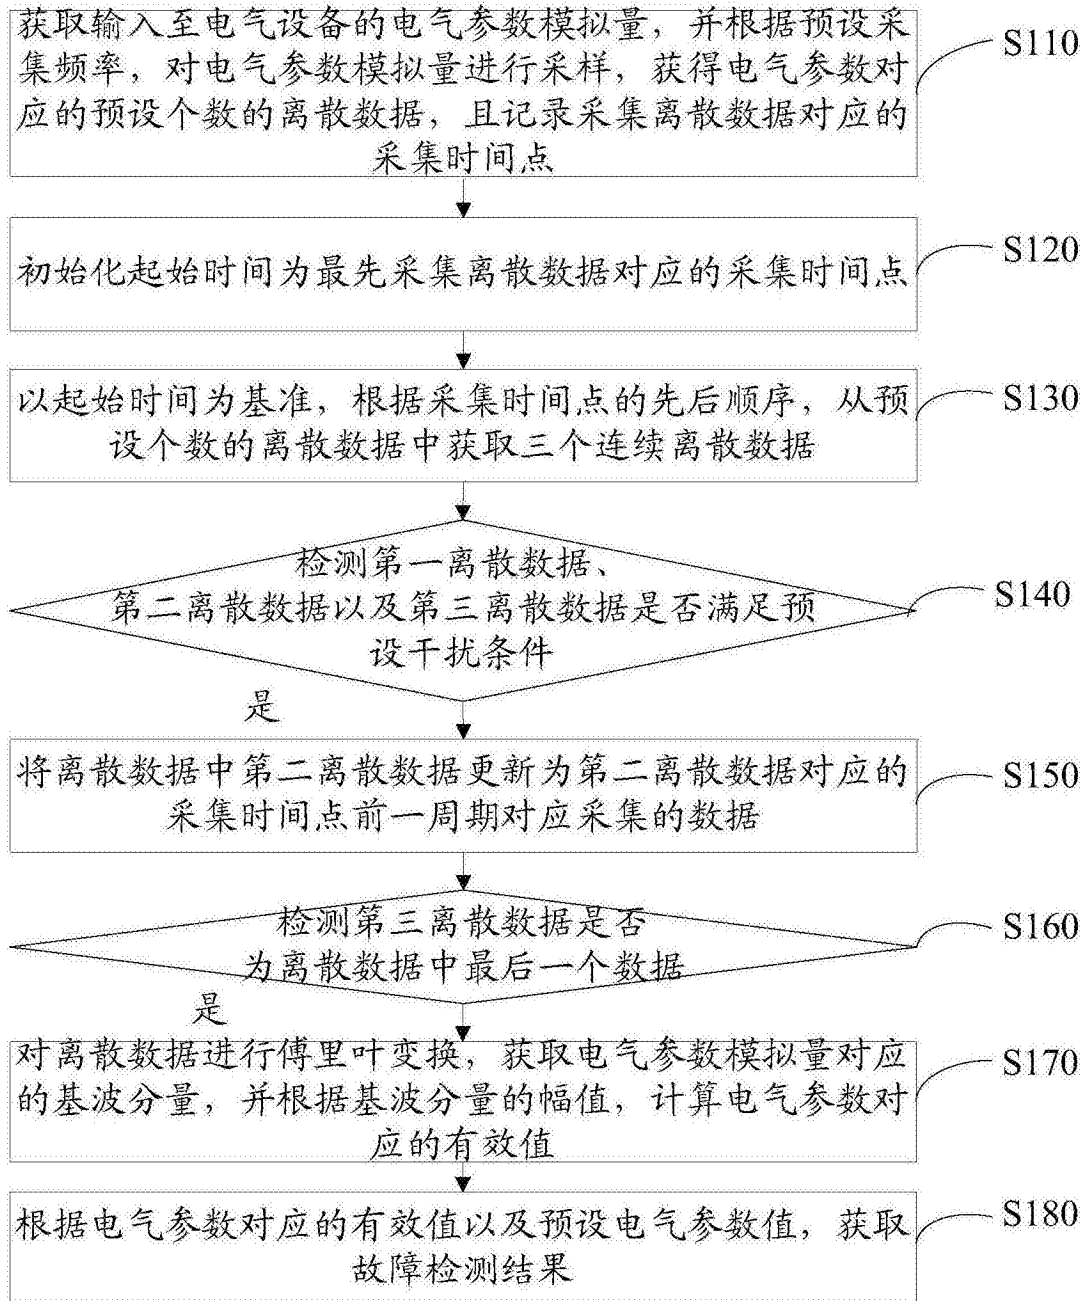 获取输入至电气设备的电气参数模拟量，并根据预设采
集频率，对电气参数模拟量进行采样，获得电气参数对
应的预设个数的离散数据，且记录采集离散数据对应的
采集时间点
S110
初始化起始时间为最先采集离散数据对应的采集时间点
S120
以起始时间为基准，根据采集时间点的先后顺序，从预
设个数的离散数据中获取三个连续离散数据
S130
检测第一离散数据、
第二离散数据以及第三离散数据是否满足预
设干扰条件
S140
是
将离散数据中第二离散数据更新为第二离散数据对应的
采集时间点前一周期对应采集的数据
S150
检测第三离散数据是否
为离散数据中最后一个数据
S160
是
对离散数据进行傅里叶变换，获取电气参数模拟量对应
的基波分量，并根据基波分量的幅值，计算电气参数对
应的有效值
S170
根据电气参数对应的有效值以及预设电气参数值，获取
故障检测结果
S180